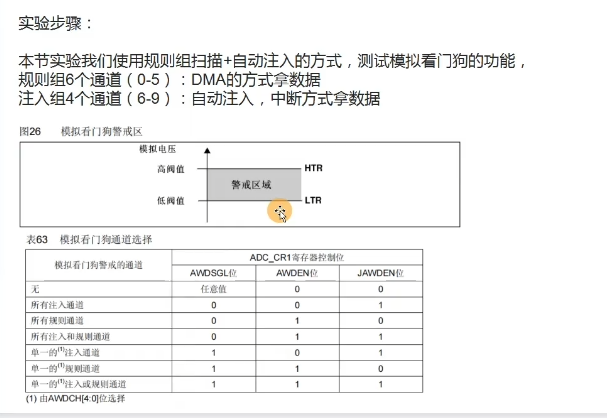 实验步骤：
本节实验我们使用规则组扫描+自动注入的方式，测试模拟看门狗的功能，
规则组6个通道（0-5）：DMA的方式拿数据
注入组4个通道（6-9）：自动注入，中断方式拿数据
图26 模拟看门狗警戒区
模拟电压
高阀值 HTR
警戒区域
低阀值 LTR
表63 模拟看门狗通道选择
模拟看门狗警戒的通道 ADC_CR1寄存器控制位
AWDSGL位 AWDEN位 JAWDEN位
无 任意值 0 0
所有注入通道 0 0 1
所有规则通道 0 1 0
所有注入和规则通道 0 1 1
单一的(1)注入通道 1 0 1
单一的(1)规则通道 1 1 0
单一的(1)注入或规则通道 1 1 1
(1) 由AWDCH[4:0]位选择